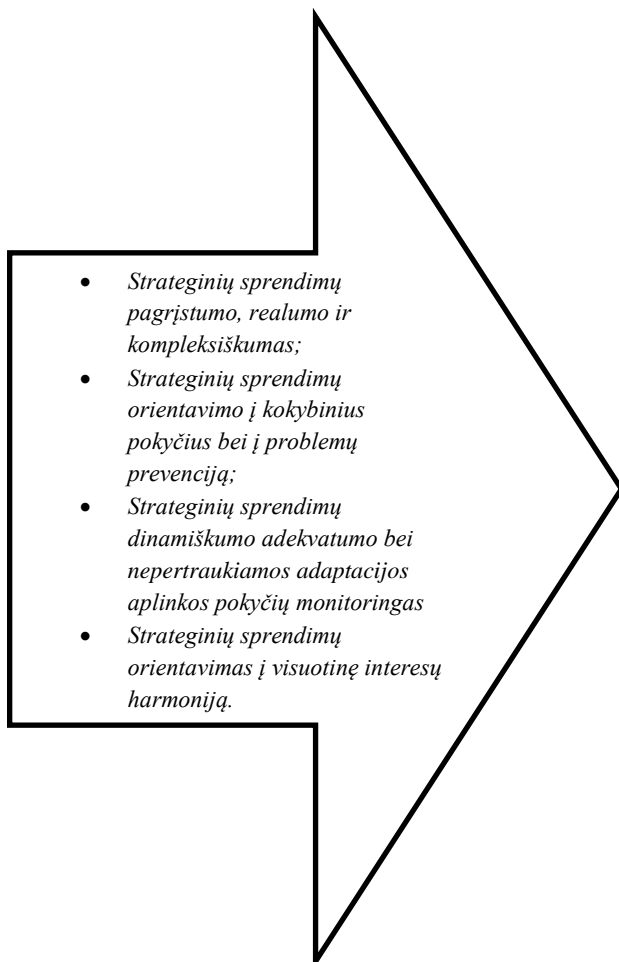 • Strateginių sprendimų
pagrįstumo, realumo ir
kompleksiškumas;
• Strateginių sprendimų
orientavimo į kokybinius
pokyčius bei į problemų
prevenciją;
• Strateginių sprendimų
dinamiškumo adekvatumo bei
nepertraukiamos adaptacijos
aplinkos pokyčių monitoringas
• Strateginių sprendimų
orientavimas į visuotinę interesų
harmoniją.